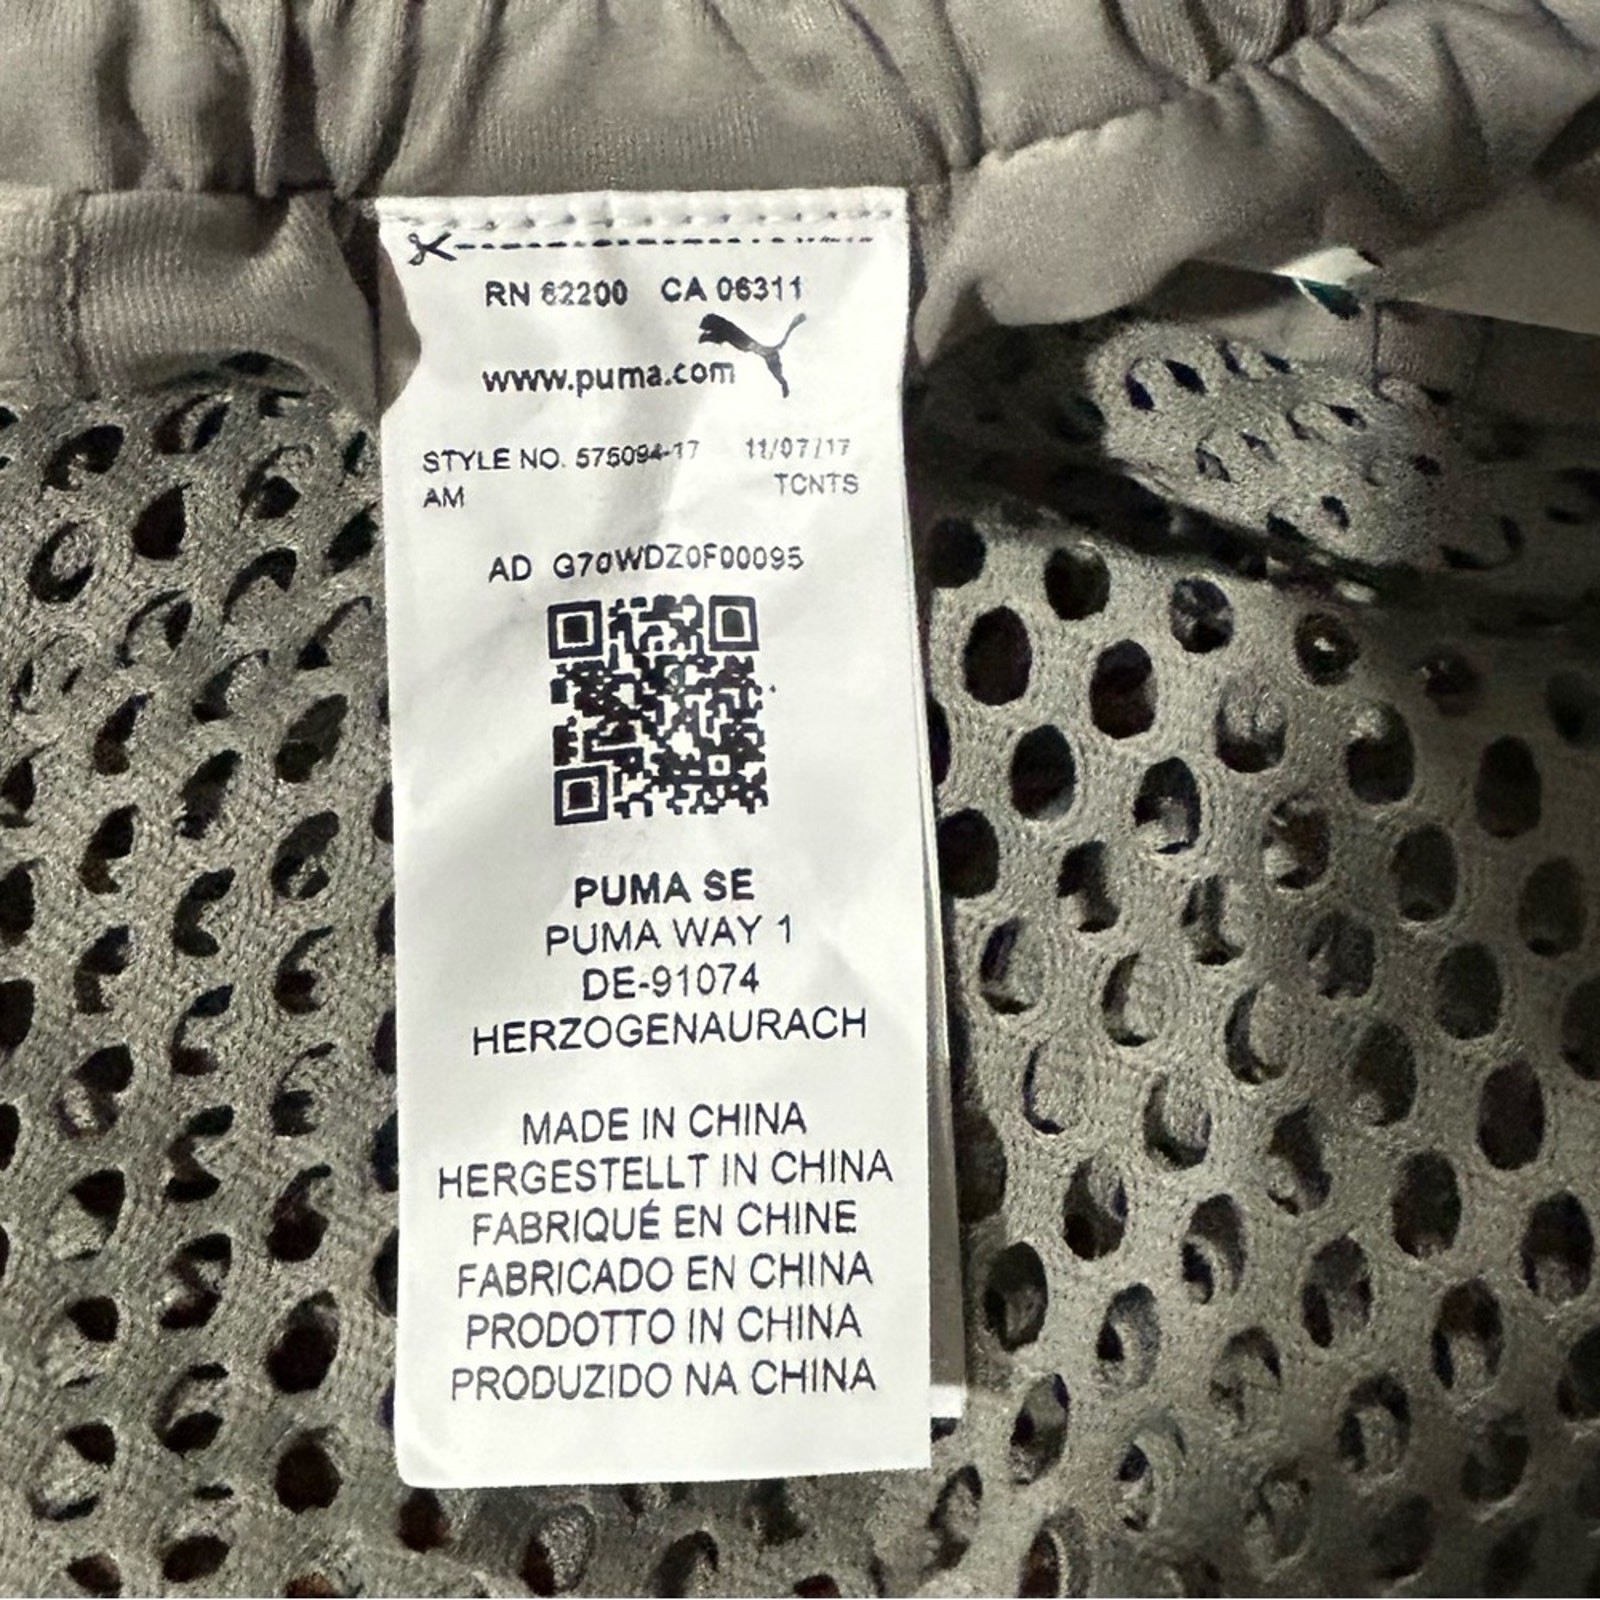 RN 62200 CA 06311
www.puma.com
STYLE NO. 575094-17 11/07/17
AM TCNTS
AD G70WDZ0F00095
PUMA SE
PUMA WAY 1
DE-91074
HERZOGENAURACH
MADE IN CHINA
HERGESTELLT IN CHINA
FABRIQUÉ EN CHINE
FABRICADO EN CHINA
PRODOTTO IN CHINA
PRODUZIDO NA CHINA